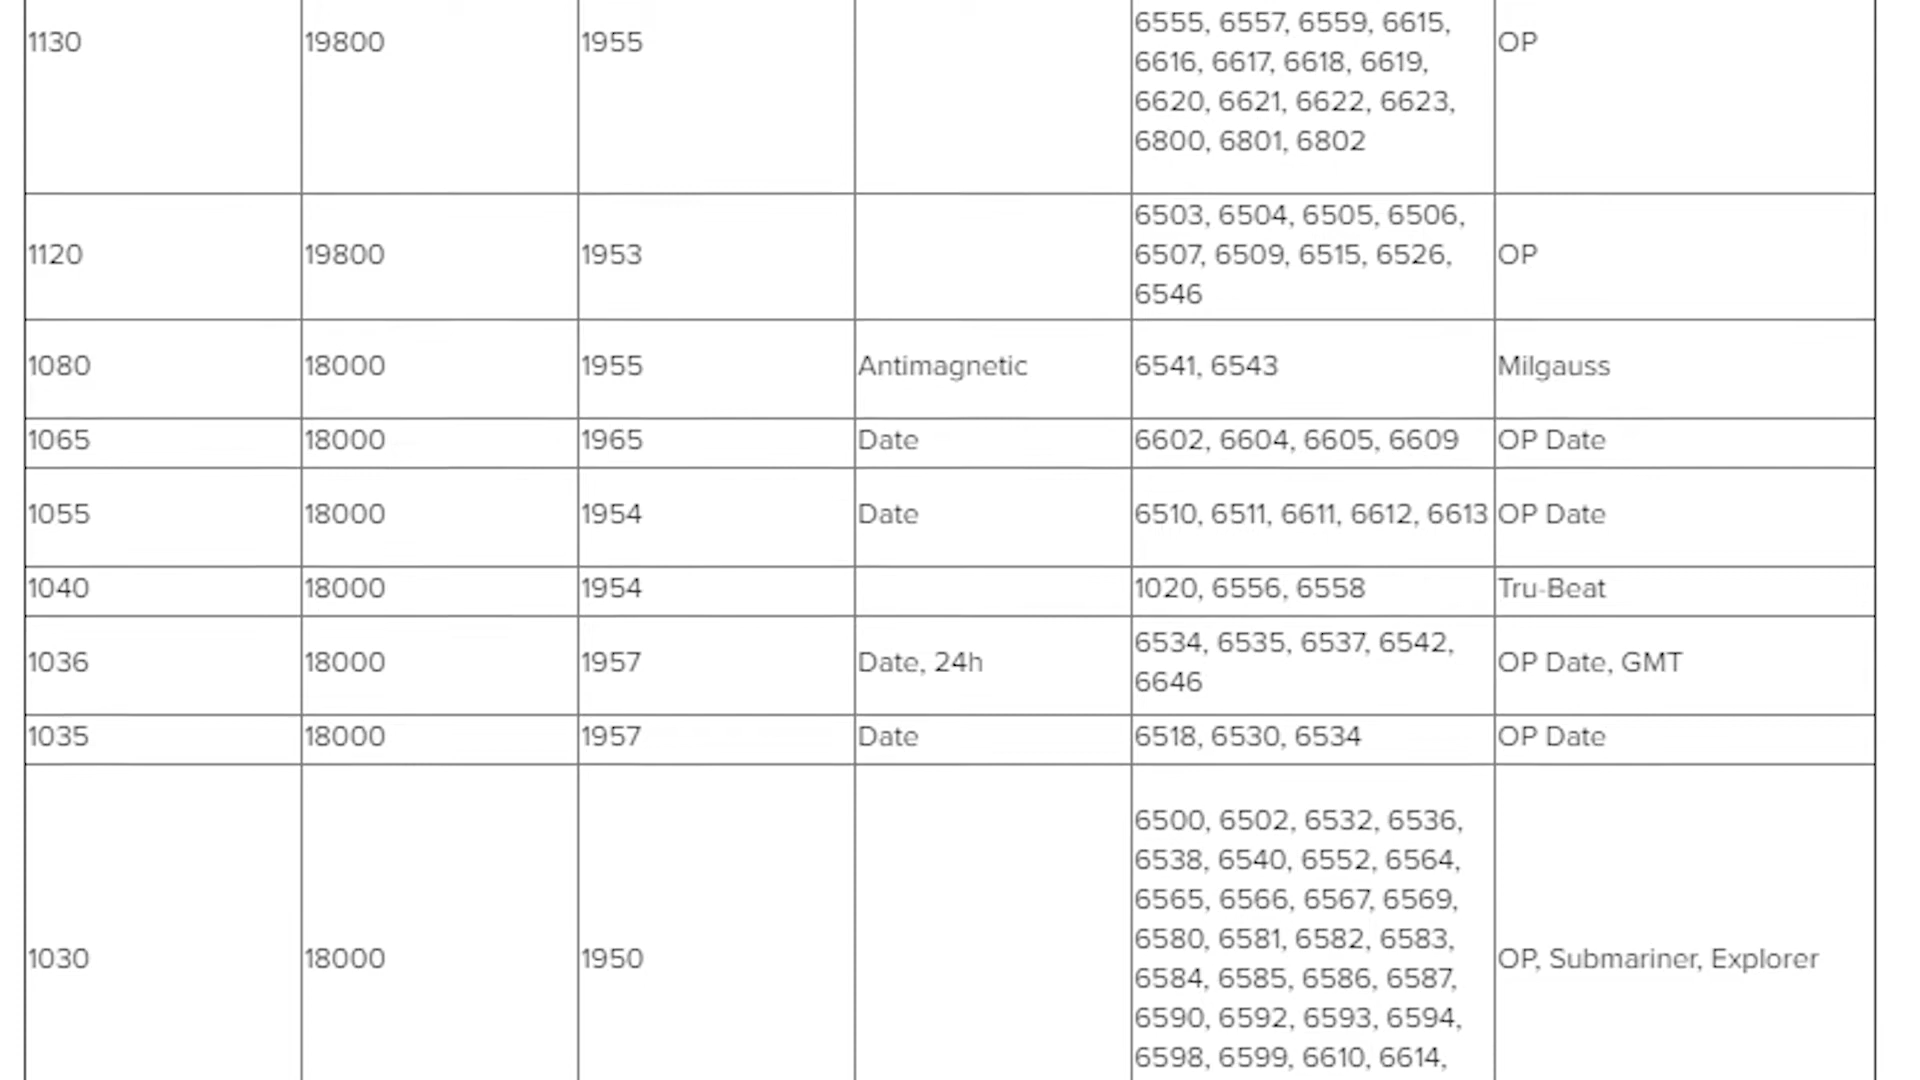 1130 19800 1955 6555, 6557, 6559, 6615, OP
6616, 6617, 6618, 6619,
6620, 6621, 6622, 6623,
6800, 6801, 6802
1120 19800 1953 6503, 6504, 6505, 6506, OP
6507, 6509, 6515, 6526,
6546
1080 18000 1955 Antimagnetic 6541, 6543 Milgauss
1065 18000 1965 Date 6602, 6604, 6605, 6609 OP Date
1055 18000 1954 Date 6510, 6511, 6611, 6612, 6613 OP Date
1040 18000 1954 1020, 6556, 6558 Tru-Beat
1036 18000 1957 Date, 24h 6534, 6535, 6537, 6542, OP Date, GMT
6646
1035 18000 1957 Date 6518, 6530, 6534 OP Date
1030 18000 1950 6500, 6502, 6532, 6536, OP, Submariner, Explorer
6538, 6540, 6552, 6564,
6565, 6566, 6567, 6569,
6580, 6581, 6582, 6583,
6584, 6585, 6586, 6587,
6590, 6592, 6593, 6594,
6598, 6599, 6610, 6614,